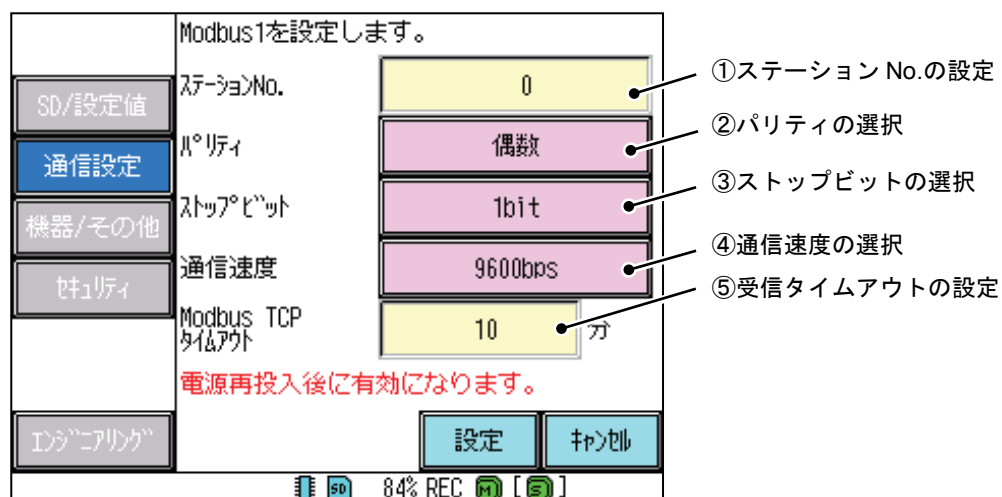 Modbus1を設定します。
SD/設定値
通信設定
機器/その他
ｾｷｭﾘﾃｨ
ｴﾝｼﾞﾆｱﾘﾝｸﾞ
ｽﾃｰｼｮﾝNo.
0
ﾊﾟﾘﾃｨ
偶数
ｽﾄｯﾌﾟﾋﾞｯﾄ
1bit
通信速度
9600bps
Modbus TCP
ﾀｲﾑｱｳﾄ
10
分
電源再投入後に有効になります。
設定
ｷｬﾝｾﾙ
SD
84% REC M [S]
①ステーション No.の設定
②パリティの選択
③ストップビットの選択
④通信速度の選択
⑤受信タイムアウトの設定